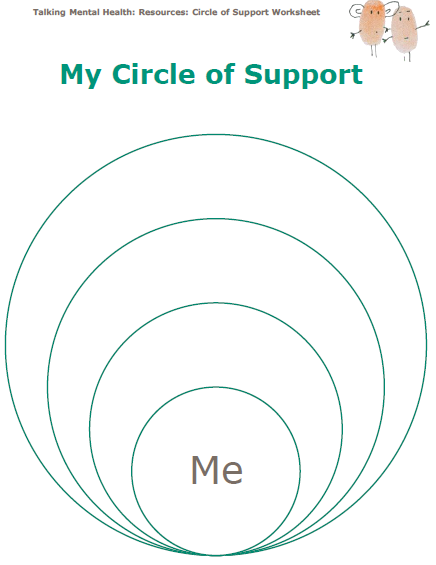 Talking Mental Health: Resources: Circle of Support Worksheet
My Circle of Support
Me